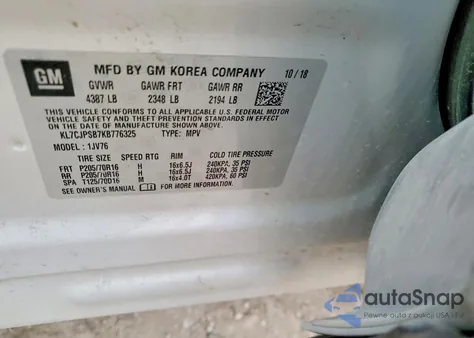 GM
MFD BY GM KOREA COMPANY 10/18
GVWR GAWR FRT GAWR RR
4387 LB 2348 LB 2194 LB
THIS VEHICLE CONFORMS TO ALL APPLICABLE U.S. FEDERAL MOTOR
VEHICLE SAFETY AND THEFT PREVENTION STANDARDS IN EFFECT
ON THE DATE OF MANUFACTURE SHOWN ABOVE.
KL7CJPSB7KB776325 TYPE: MPV
MODEL : 1JV76
TIRE SIZE SPEED RTG RIM COLD TIRE PRESSURE
FRT P205/70R16 H 16x6.5J 240KPA, 35 PSI
RR P205/70R16 H 16x6.5J 240KPA, 35 PSI
SPA T125/70D16 M 16x4.0T 420KPA, 60 PSI
SEE OWNER'S MANUAL FOR MORE INFORMATION.
autoSnap
Pewne auto z aukcji USA i